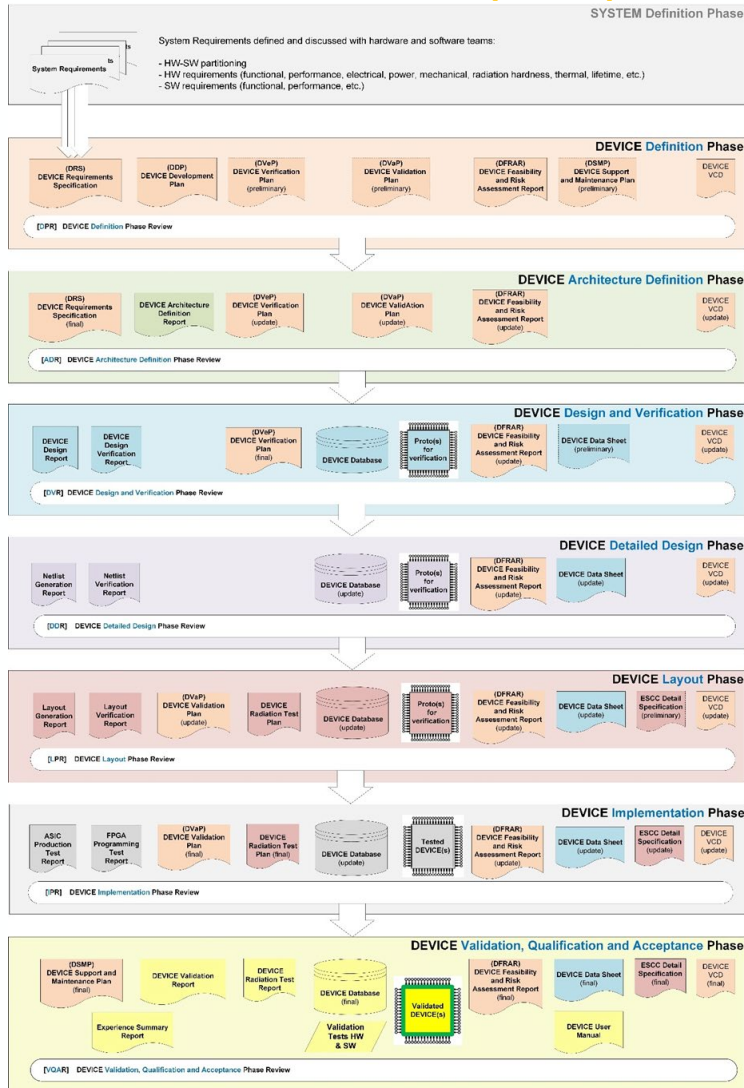 SYSTEM Definition Phase
System Requirements
ts
ts
System Requirements defined and discussed with hardware and software teams:
- HW-SW partitioning
- HW requirements (functional, performance, electrical, power, mechanical, radiation hardness, thermal, lifetime, etc.)
- SW requirements (functional, performance, etc.)
DEVICE Definition Phase
(DRS)
DEVICE Requirements
Specification
(DDP)
DEVICE Development
Plan
(DVeP)
DEVICE Verification
Plan
(preliminary)
(DVaP)
DEVICE Validation
Plan
(preliminary)
(DFRAR)
DEVICE Feasibility
and Risk
Assessment Report
(DSMP)
DEVICE Support
and Maintenance Plan
(preliminary)
DEVICE
VCD
[DPR] DEVICE Definition Phase Review
DEVICE Architecture Definition Phase
(DRS)
DEVICE Requirements
Specification
(final)
DEVICE Architecture
Definition
Report
(DVeP)
DEVICE Verification
Plan
(update)
(DVaP)
DEVICE ValidAtion
Plan
(update)
(DFRAR)
DEVICE Feasibility
and Risk
Assessment Report
(update)
DEVICE
VCD
(update)
[ADR] DEVICE Architecture Definition Phase Review
DEVICE Design and Verification Phase
DEVICE
Design
Report
DEVICE
Design
Verification
Report
(DVeP)
DEVICE Verification
Plan
(final)
DEVICE Database
Proto(s)
for
verification
(DFRAR)
DEVICE Feasibility
and Risk
Assessment Report
(update)
DEVICE Data Sheet
(preliminary)
DEVICE
VCD
(update)
[DVR] DEVICE Design and Verification Phase Review
DEVICE Detailed Design Phase
Netlist
Generation
Report
Netlist
Verification
Report
DEVICE Database
(update)
Proto(s)
for
verification
(DFRAR)
DEVICE Feasibility
and Risk
Assessment Report
(update)
DEVICE Data Sheet
(update)
DEVICE
VCD
(update)
[DDR] DEVICE Detailed Design Phase Review
DEVICE Layout Phase
Layout
Generation
Report
Layout
Verification
Report
(DVaP)
DEVICE Validation
Plan
(update)
DEVICE
Radiation Test
Plan
DEVICE Database
(update)
Proto(s)
for
verification
(DFRAR)
DEVICE Feasibility
and Risk
Assessment Report
(update)
DEVICE Data Sheet
(update)
ESCC Detail
Specification
(preliminary)
DEVICE
VCD
(update)
[LPR] DEVICE Layout Phase Review
DEVICE Implementation Phase
ASIC
Production
Test
Report
FPGA
Programming
Test
Report
(DVaP)
DEVICE Validation
Plan
(final)
DEVICE
Radiation Test
Plan (final)
DEVICE Database
(update)
Tested
DEVICE(s)
(DFRAR)
DEVICE Feasibility
and Risk
Assessment Report
(update)
DEVICE Data Sheet
(update)
ESCC Detail
Specification
(update)
DEVICE
VCD
(update)
[IPR] DEVICE Implementation Phase Review
DEVICE Validation, Qualification and Acceptance Phase
(DSMP)
DEVICE Support and
Maintenance Plan
(final)
DEVICE Validation
Report
DEVICE
Radiation Test
Report
DEVICE Database
(final)
Validated
DEVICE(s)
(DFRAR)
DEVICE Feasibility
and Risk
Assessment Report
(final)
DEVICE Data Sheet
(final)
ESCC Detail
Specification
(final)
DEVICE
VCD
(final)
Experience Summary
Report
Validation
Tests HW
& SW
DEVICE User
Manual
[VQAR] DEVICE Validation, Qualification and Acceptance Phase Review